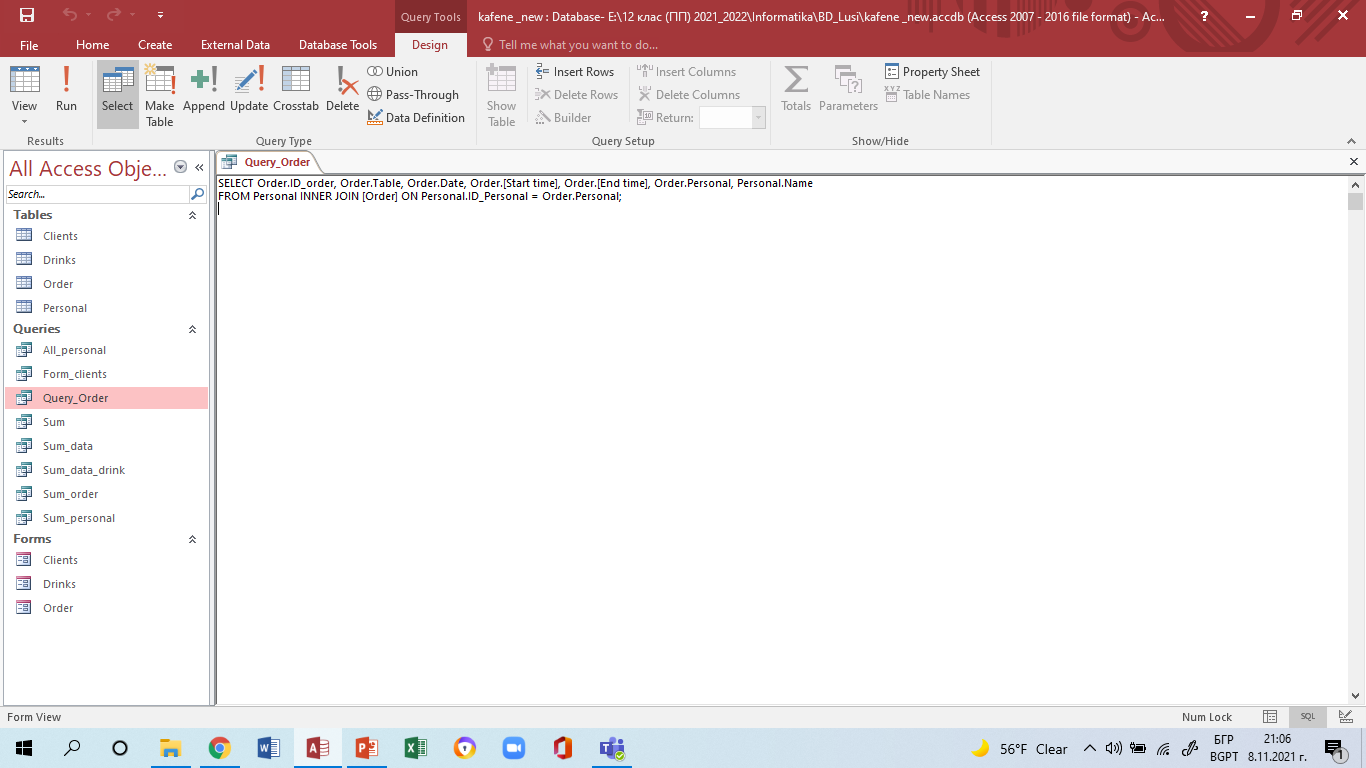 Query Tools
kafene _new : Database- E:\12 клас (ПП) 2021_2022\Informatika\BD_Lusi\kafene _new.accdb (Access 2007 - 2016 file format) - Ac...
?
File Home Create External Data Database Tools Design Tell me what you want to do...
View
Run
Select
Make Table
Append
Update
Crosstab
Delete
Union
Pass-Through
Data Definition
Show Table
Insert Rows
Delete Rows
Builder
Insert Columns
Delete Columns
Return:
Totals
Parameters
Property Sheet
Table Names
Results
Query Type
Query Setup
Show/Hide
All Access Obje...
Search...
Tables
Clients
Drinks
Order
Personal
Queries
All_personal
Form_clients
Query_Order
Sum
Sum_data
Sum_data_drink
Sum_order
Sum_personal
Forms
Clients
Drinks
Order
Query_Order
SELECT Order.ID_order, Order.Table, Order.Date, Order.[Start time], Order.[End time], Order.Personal, Personal.Name
FROM Personal INNER JOIN [Order] ON Personal.ID_Personal = Order.Personal;
Form View
Num Lock
SQL
56°F Clear
БГР
BGPT
21:06
8.11.2021 г.
1